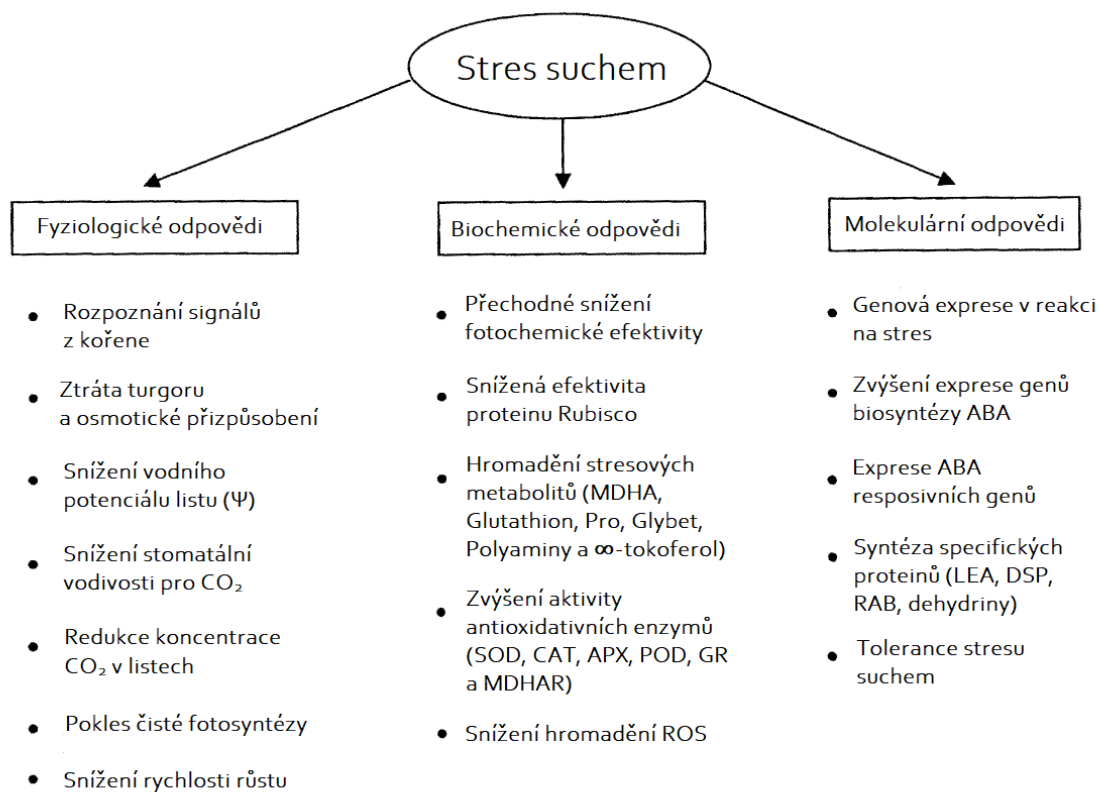 Stres suchem
Fyziologické odpovědi
• Rozpoznání signálů
z kořene
• Ztráta turgoru
a osmotické přizpůsobení
• Snížení vodního
potenciálu listu (Ψ)
• Snížení stomatální
vodivosti pro CO₂
• Redukce koncentrace
CO₂ v listech
• Pokles čisté fotosyntézy
• Snížení rychlosti růstu
Biochemické odpovědi
• Přechodné snížení
fotochemické efektivity
• Snížená efektivita
proteinu Rubisco
• Hromadění stresových
metabolitů (MDHA,
Glutathion, Pro, Glybet,
Polyaminy a ∞-tokoferol)
• Zvýšení aktivity
antioxidativních enzymů
(SOD, CAT, APX, POD, GR
a MDHAR)
• Snížení hromadění ROS
Molekulární odpovědi
• Genová exprese v reakci
na stres
• Zvýšení exprese genů
biosyntézy ABA
• Exprese ABA
resposivních genů
• Syntéza specifických
proteinů (LEA, DSP,
RAB, dehydriny)
• Tolerance stresu
suchem